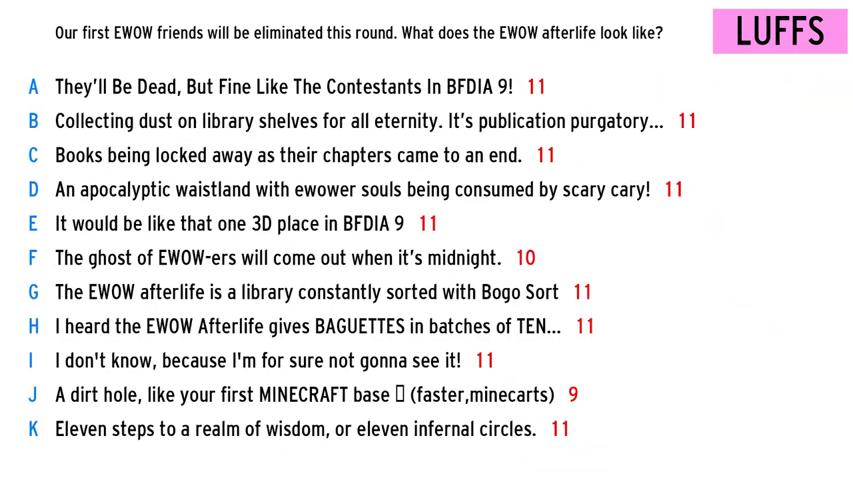 Our first EWOW friends will be eliminated this round. What does the EWOW afterlife look like?
LUFFS
A They’ll Be Dead, But Fine Like The Contestants In BFDIA 9! 11
B Collecting dust on library shelves for all eternity. It’s publication purgatory... 11
C Books being locked away as their chapters came to an end. 11
D An apocalyptic waistland with ewower souls being consumed by scary cary! 11
E It would be like that one 3D place in BFDIA 9 11
F The ghost of EWOW-ers will come out when it’s midnight. 10
G The EWOW afterlife is a library constantly sorted with Bogo Sort 11
H I heard the EWOW Afterlife gives BAGUETTES in batches of TEN... 11
I I don't know, because I'm for sure not gonna see it! 11
J A dirt hole, like your first MINECRAFT base ▯ (faster,minecarts) 9
K Eleven steps to a realm of wisdom, or eleven infernal circles. 11